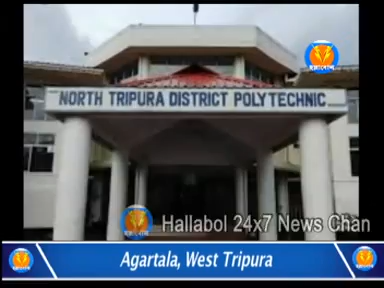 NORTH TRIPURA DISTRICT POLYTECHNIC
Hallabol 24x7 News Chan
Agartala, West Tripura